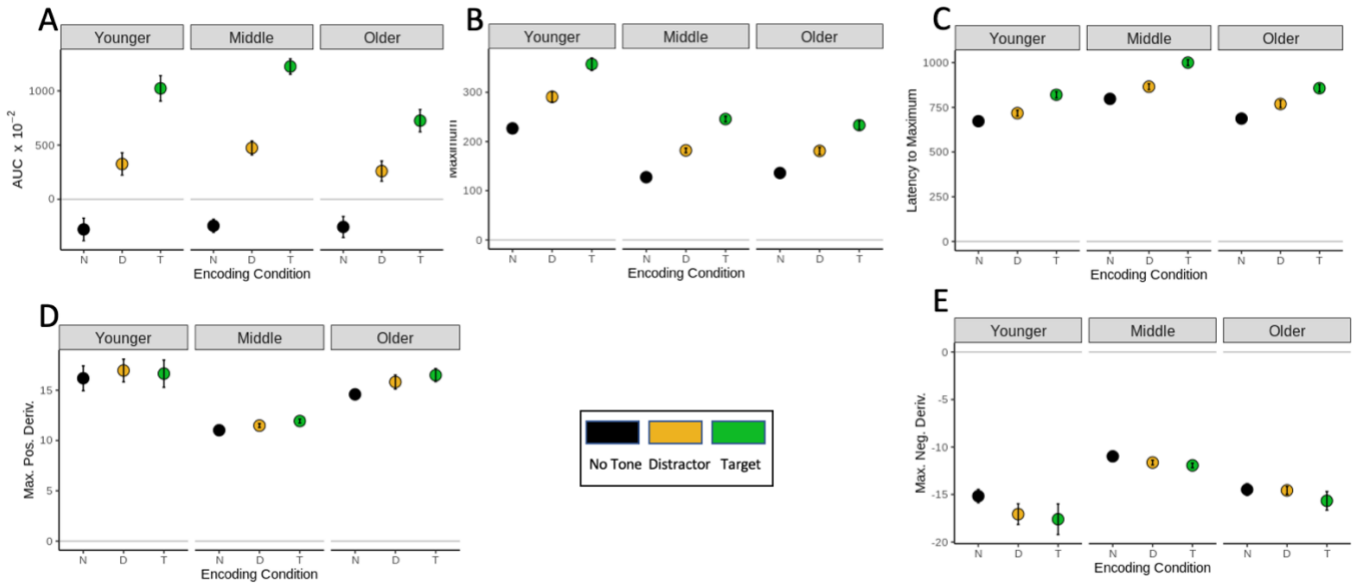 A
Younger Middle Older
1000
500
0
AUC x 10⁻²
N D T N D T N D T
Encoding Condition
B
Younger Middle Older
300
200
100
0
Maximum
N D T N D T N D T
Encoding Condition
C
Younger Middle Older
1000
750
500
250
0
Latency to Maximum
N D T N D T N D T
Encoding Condition
D
Younger Middle Older
15
10
5
0
Max. Pos. Deriv.
N D T N D T N D T
Encoding Condition
No Tone Distractor Target
E
Younger Middle Older
0
-5
-10
-15
-20
Max. Neg. Deriv.
N D T N D T N D T
Encoding Condition